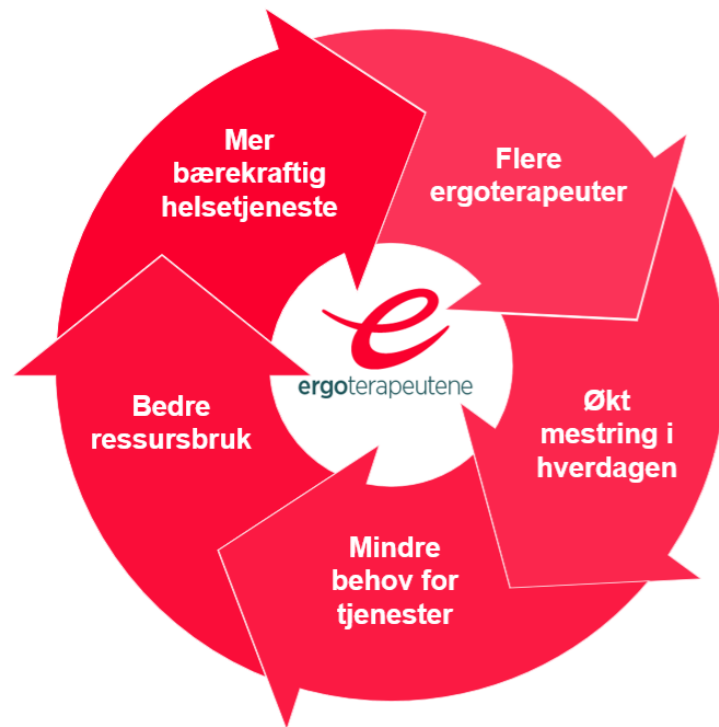 Mer
bærekraftig
helsetjeneste
Flere
ergoterapeuter
Økt
mestring i
hverdagen
Mindre
behov for
tjenester
Bedre
ressursbruk
e
ergoterapeutene